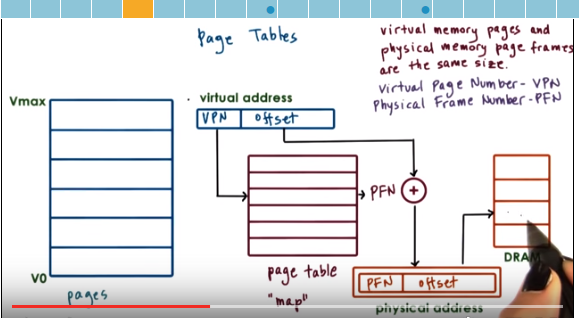 Page Tables
virtual memory pages and
physical memory page frames
are the same size.
Virtual Page Number - VPN
Physical Frame Number - PFN
Vmax
virtual address
VPN offset
PFN +
V0
pages
page table
"map"
DRAM
PFN offset
physical address